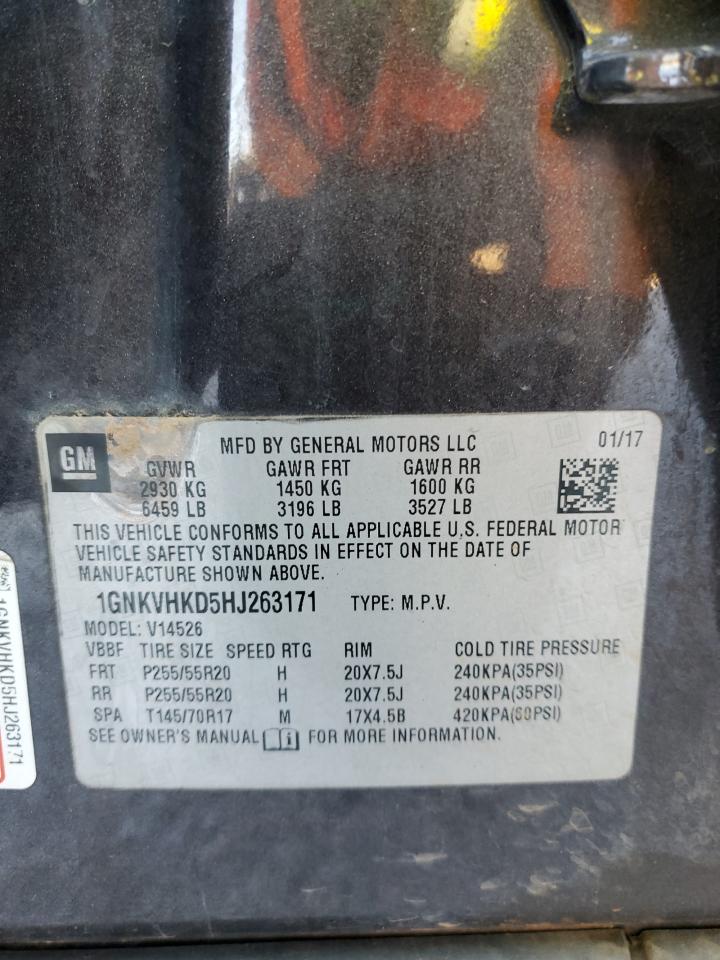 GM
MFD BY GENERAL MOTORS LLC 01/17
GVWR GAWR FRT GAWR RR
2930 KG 1450 KG 1600 KG
6459 LB 3196 LB 3527 LB
THIS VEHICLE CONFORMS TO ALL APPLICABLE U.S. FEDERAL MOTOR
VEHICLE SAFETY STANDARDS IN EFFECT ON THE DATE OF
MANUFACTURE SHOWN ABOVE.
1GNKVHKD5HJ263171 TYPE: M.P.V.
MODEL: V14526
VBBF TIRE SIZE SPEED RTG RIM COLD TIRE PRESSURE
FRT P255/55R20 H 20X7.5J 240KPA(35PSI)
RR P255/55R20 H 20X7.5J 240KPA(35PSI)
SPA T145/70R17 M 17X4.5B 420KPA(60PSI)
SEE OWNER'S MANUAL i FOR MORE INFORMATION.
1GNKVHKD5HJ263171